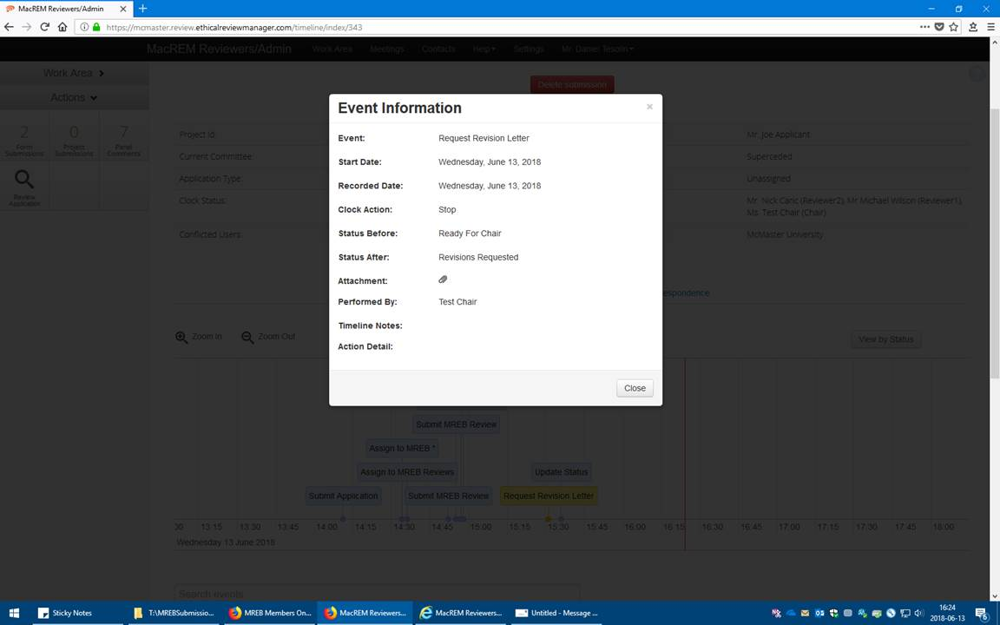 MacREM Reviewers/Admin
https://mcmaster.review.ethicalreviewmanager.com/timeline/index/343
MacREM Reviewers/Admin Work Area Meetings Contacts Help Settings Mr. Daniel Tesolin
Work Area
Actions
Delete submission
2 0 7
Form Submissions
Project Submissions
Panel Comments
Review Application
Project Id: Mr. Joe Applicant
Current Committee: Superceded
Application Type: Unassigned
Clock Status: Mr. Nick Caric (Reviewer2), Mr Michael Wilson (Reviewer1),
Ms. Test Chair (Chair)
Conflicted Users: McMaster University
Event Information ×
Event: Request Revision Letter
Start Date: Wednesday, June 13, 2018
Recorded Date: Wednesday, June 13, 2018
Clock Action: Stop
Status Before: Ready For Chair
Status After: Revisions Requested
Attachment:
Performed By: Test Chair
Timeline Notes:
Action Detail:
Close
respondence
Zoom In Zoom Out View by Status
Submit MREB Review
Assign to MREB *
Assign to MREB Reviews Update Status
Submit Application Submit MREB Review Request Revision Letter
00 13:15 13:30 13:45 14:00 14:15 14:30 14:45 15:00 15:15 15:30 15:45 16:00 16:15 16:30 16:45 17:00 17:15 17:30 17:45 18:00
Wednesday 13 June 2018
Search events
Sticky Notes T:\MREBSubmissio... MREB Members On... MacREM Reviewers... MacREM Reviewers... Untitled - Message ...
16:24
2018-06-13
6